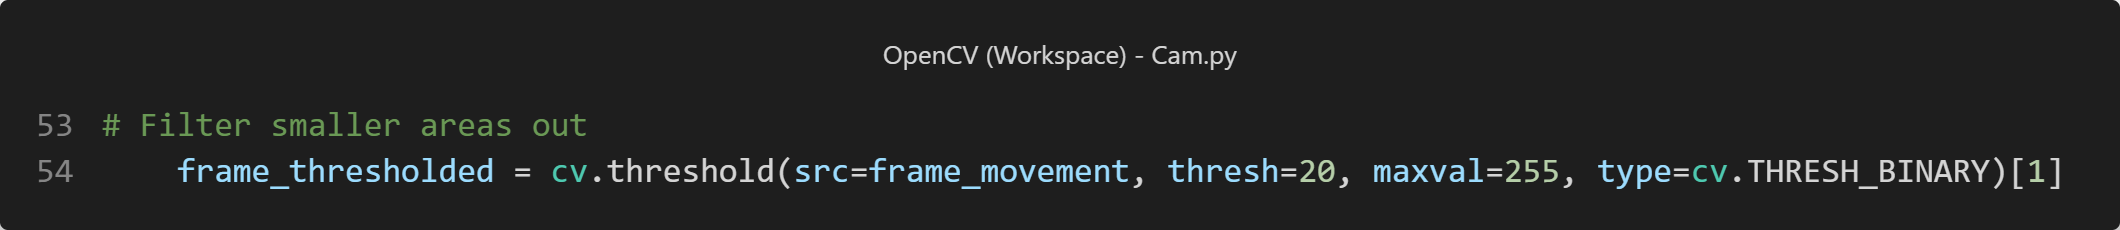 OpenCV (Workspace) - Cam.py
53 # Filter smaller areas out
54 frame_thresholded = cv.threshold(src=frame_movement, thresh=20, maxval=255, type=cv.THRESH_BINARY)[1]